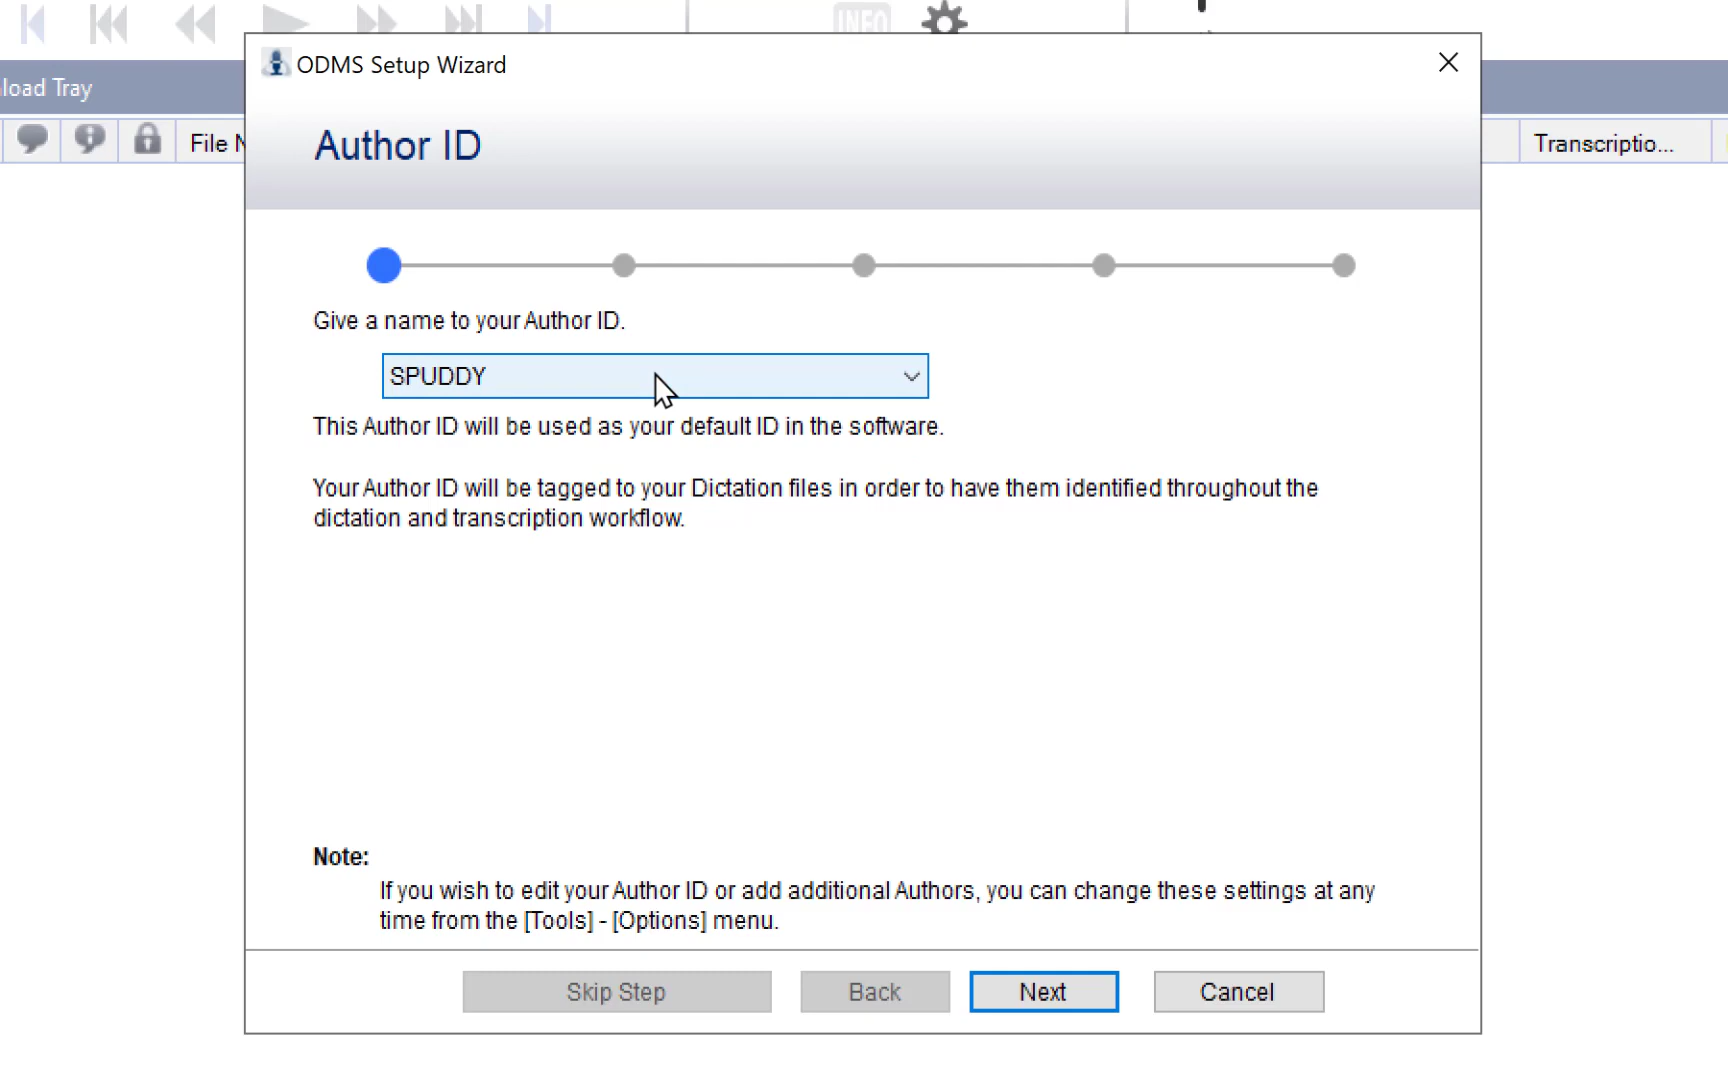 INFO
ODMS Setup Wizard
load Tray
Author ID
File N
Transcriptio...
Give a name to your Author ID.
SPUDDY
This Author ID will be used as your default ID in the software.
Your Author ID will be tagged to your Dictation files in order to have them identified throughout the
dictation and transcription workflow.
Note:
If you wish to edit your Author ID or add additional Authors, you can change these settings at any
time from the [Tools] - [Options] menu.
Skip Step
Back
Next
Cancel